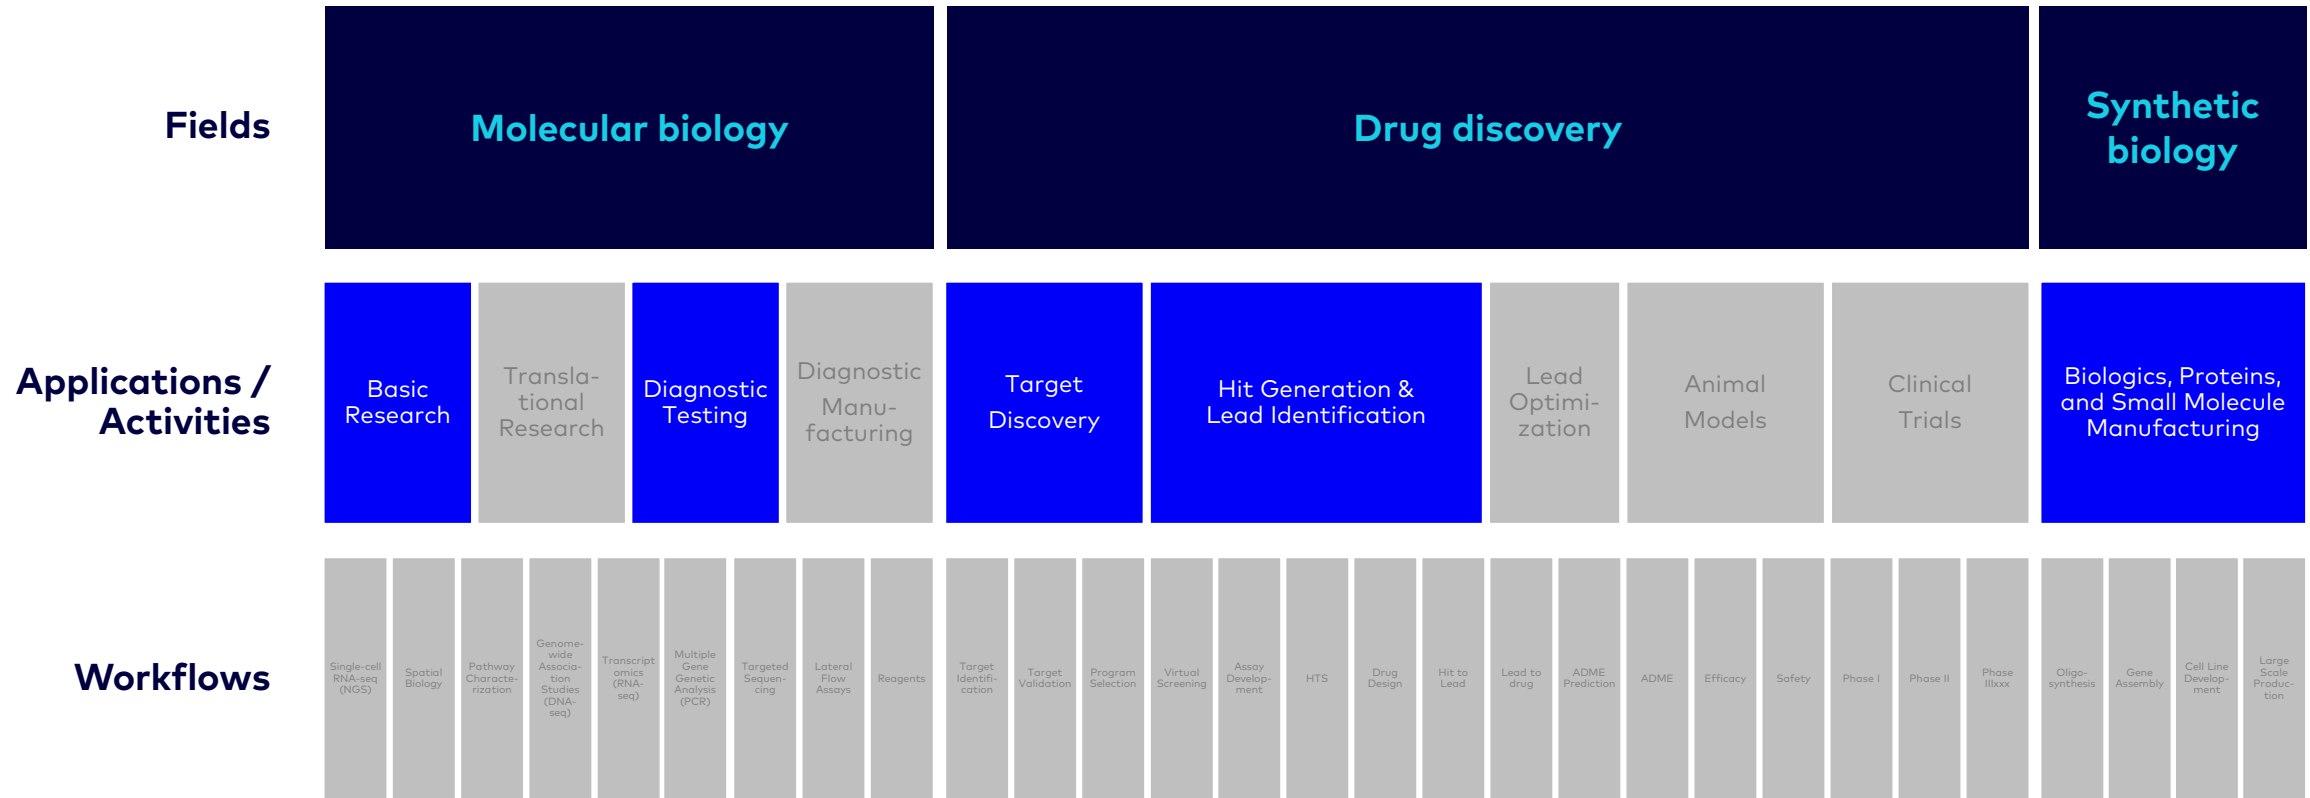 Fields
Molecular biology
Drug discovery
Synthetic
biology
Applications /
Activities
Basic
Research
Transla-
tional
Research
Diagnostic
Testing
Diagnostic
Manu-
facturing
Target
Discovery
Hit Generation &
Lead Identification
Lead
Optimi-
zation
Animal
Models
Clinical
Trials
Biologics, Proteins,
and Small Molecule
Manufacturing
Workflows
Single-cell
RNA-seq
(NGS)
Spatial
Biology
Pathway
Characte-
rization
Genome-
wide
Associa-
tion
Studies
(DNA-
seq)
Transcript
omics
(RNA-
seq)
Multiple
Gene
Genetic
Analysis
(PCR)
Targeted
Sequen-
cing
Lateral
Flow
Assays
Reagents
Target
Identifi-
cation
Target
Validation
Program
Selection
Virtual
Screening
Assay
Develop-
ment
HTS
Drug
Design
Hit to
Lead
Lead to
drug
ADME
Prediction
ADME
Efficacy
Safety
Phase I
Phase II
Phase
IIIxxx
Oligo-
synthesis
Gene
Assembly
Cell Line
Develop-
ment
Large
Scale
Produc-
tion